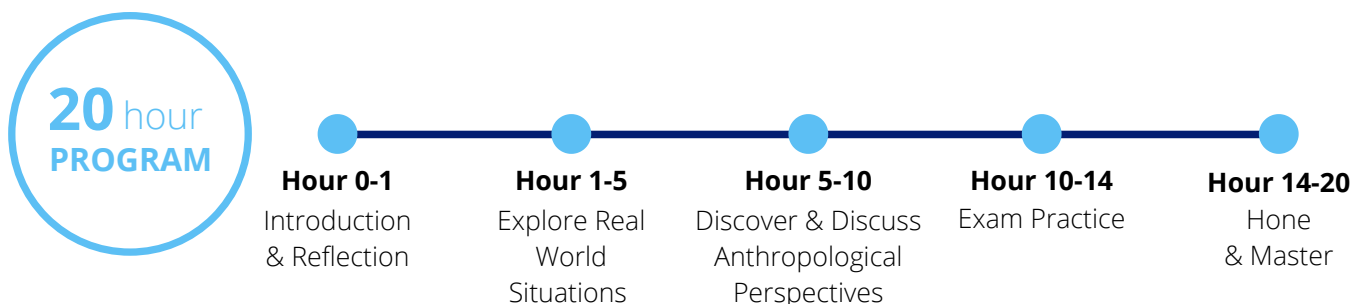 20 hour
PROGRAM
Hour 0-1
Introduction
& Reflection
Hour 1-5
Explore Real
World
Situations
Hour 5-10
Discover & Discuss
Anthropological
Perspectives
Hour 10-14
Exam Practice
Hour 14-20
Hone
& Master